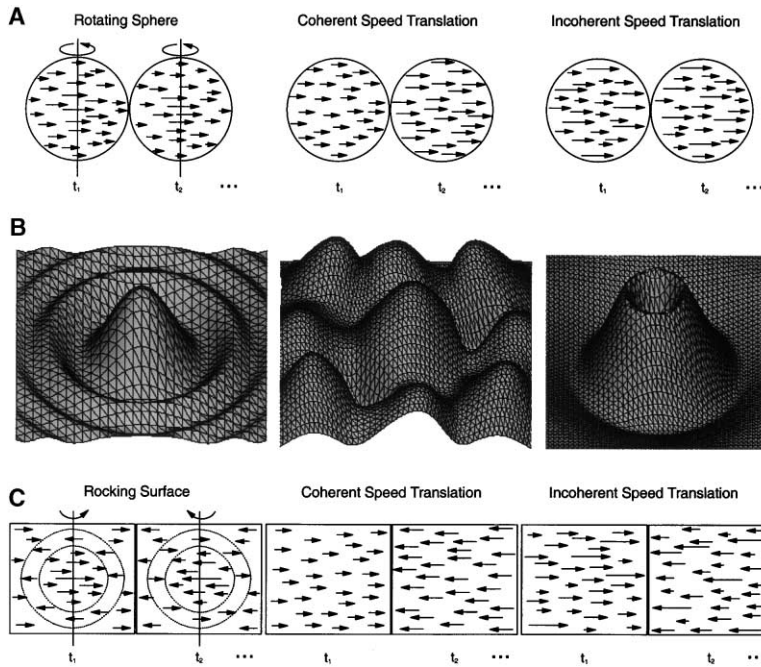 A
Rotating Sphere
Coherent Speed Translation
Incoherent Speed Translation
t1 t2 ...
t1 t2 ...
t1 t2 ...
B
C
Rocking Surface
Coherent Speed Translation
Incoherent Speed Translation
t1 t2 ...
t1 t2 ...
t1 t2 ...